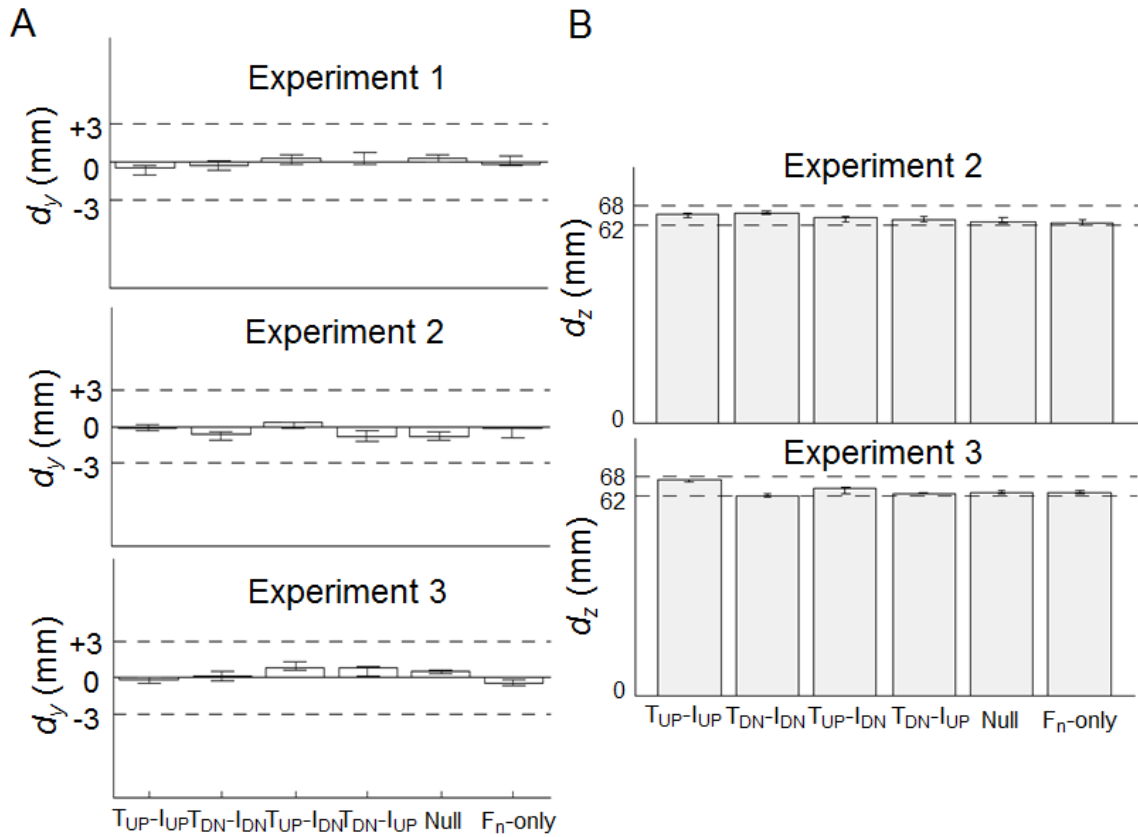 A
Experiment 1
+3
0
-3
dy (mm)
Experiment 2
+3
0
-3
dy (mm)
Experiment 3
+3
0
-3
dy (mm)
TUP-IUP TDN-IDN TUP-IDN TDN-IUP Null Fn-only
B
Experiment 2
68
62
0
dz (mm)
Experiment 3
68
62
0
dz (mm)
TUP-IUP TDN-IDN TUP-IDN TDN-IUP Null Fn-only